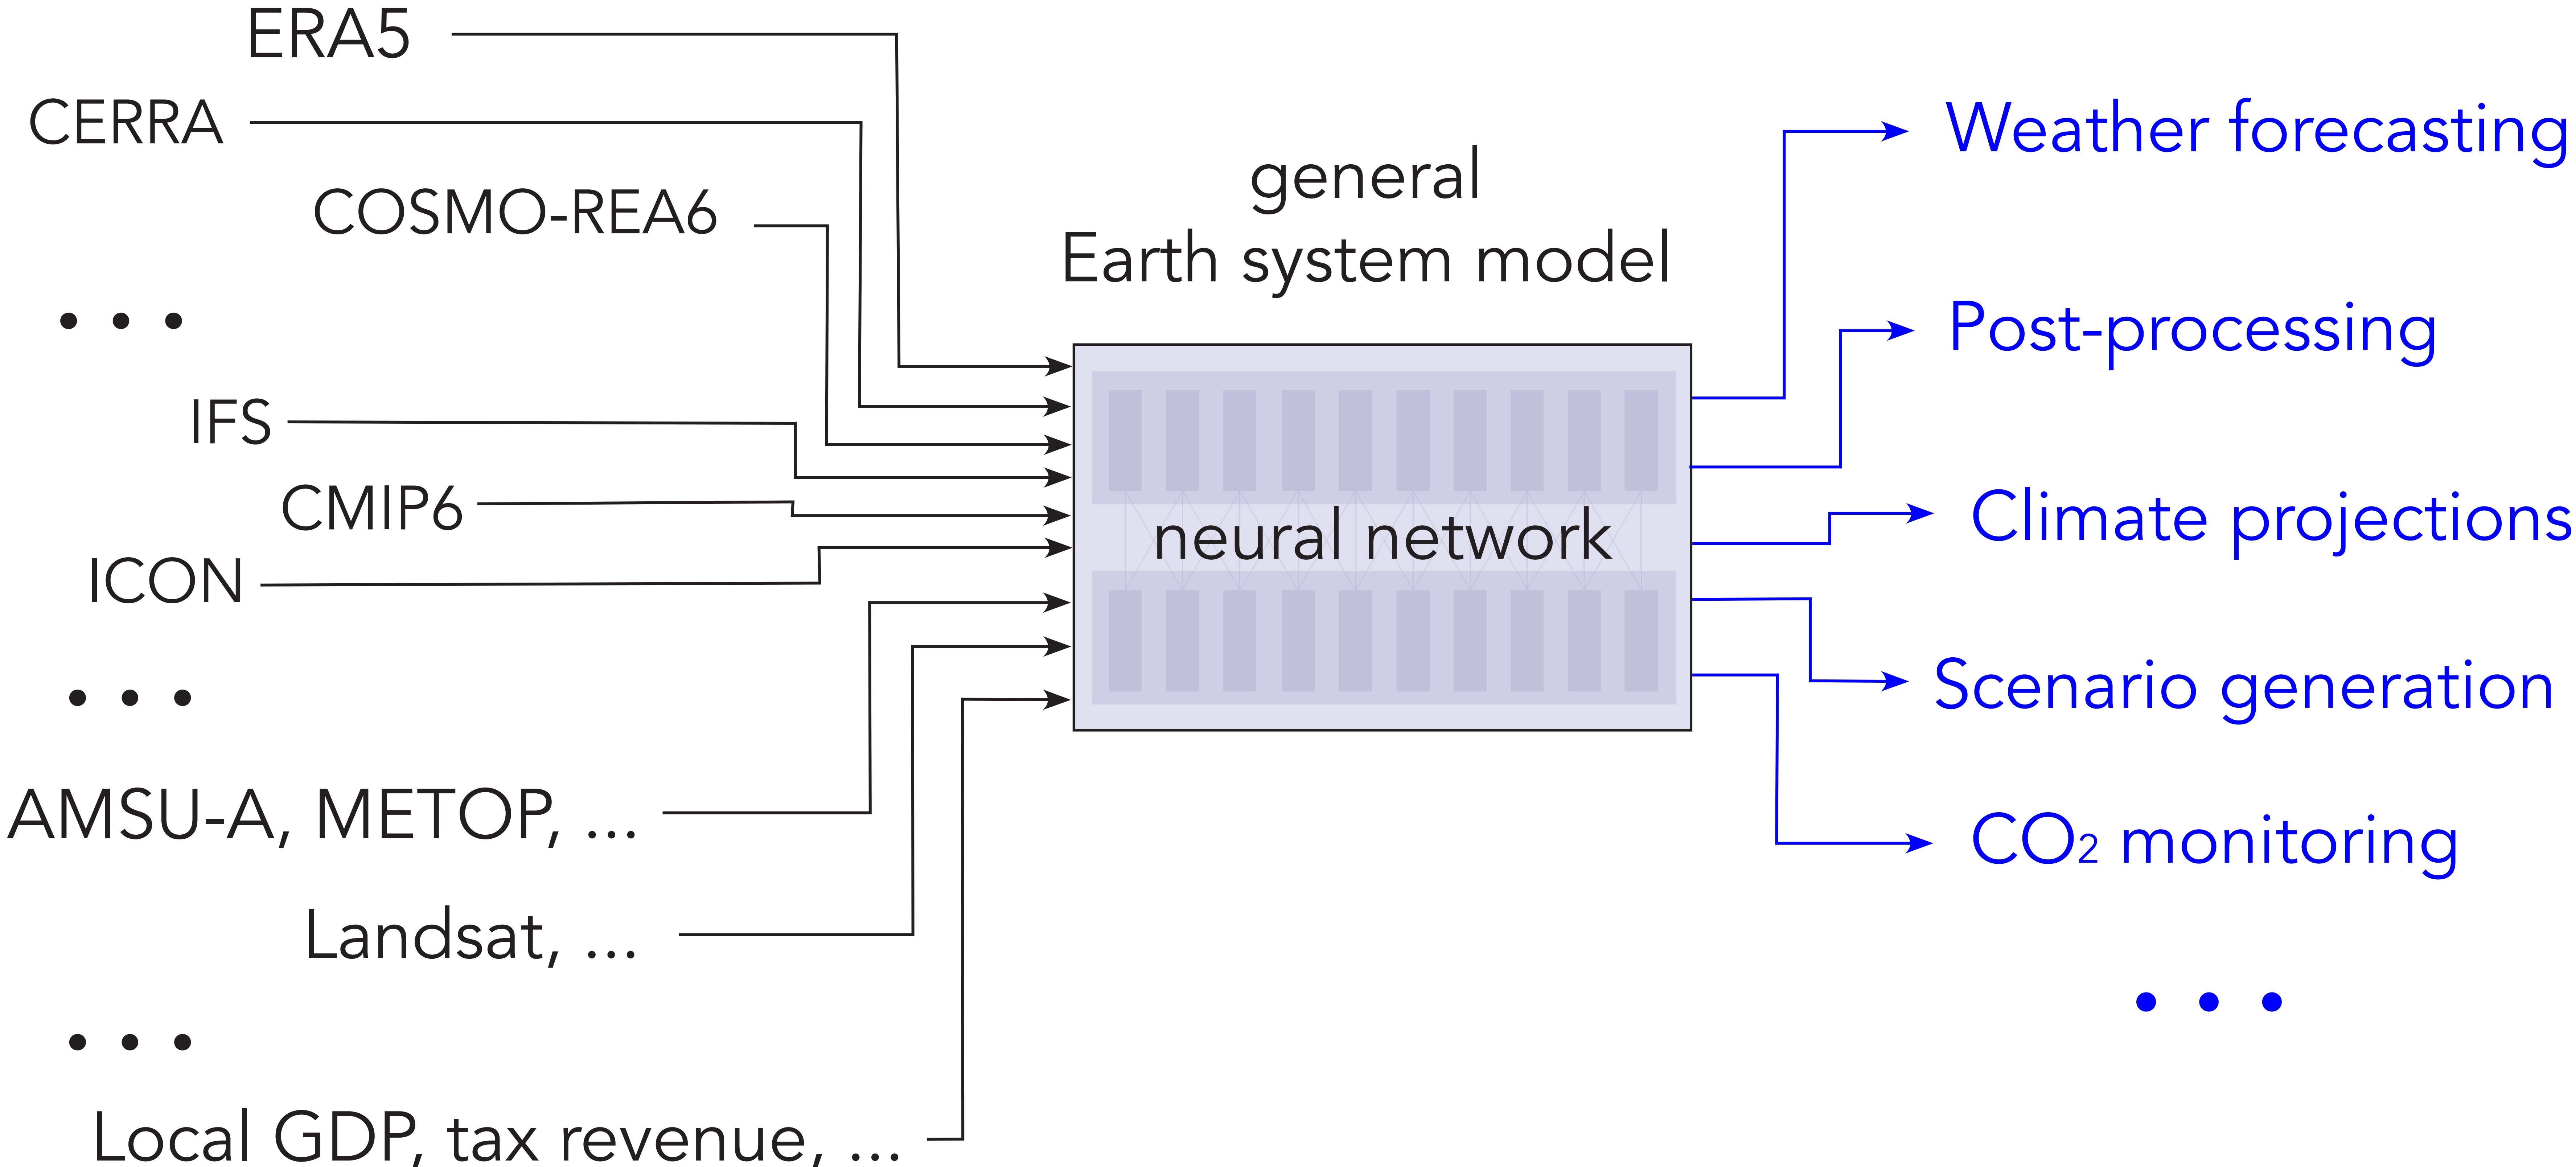 ERA5
CERRA
COSMO-REA6
• • •
IFS
CMIP6
ICON
• • •
AMSU-A, METOP, ...
Landsat, ...
• • •
Local GDP, tax revenue, ...
general
Earth system model
neural network
Weather forecasting
Post-processing
Climate projections
Scenario generation
CO₂ monitoring
• • •